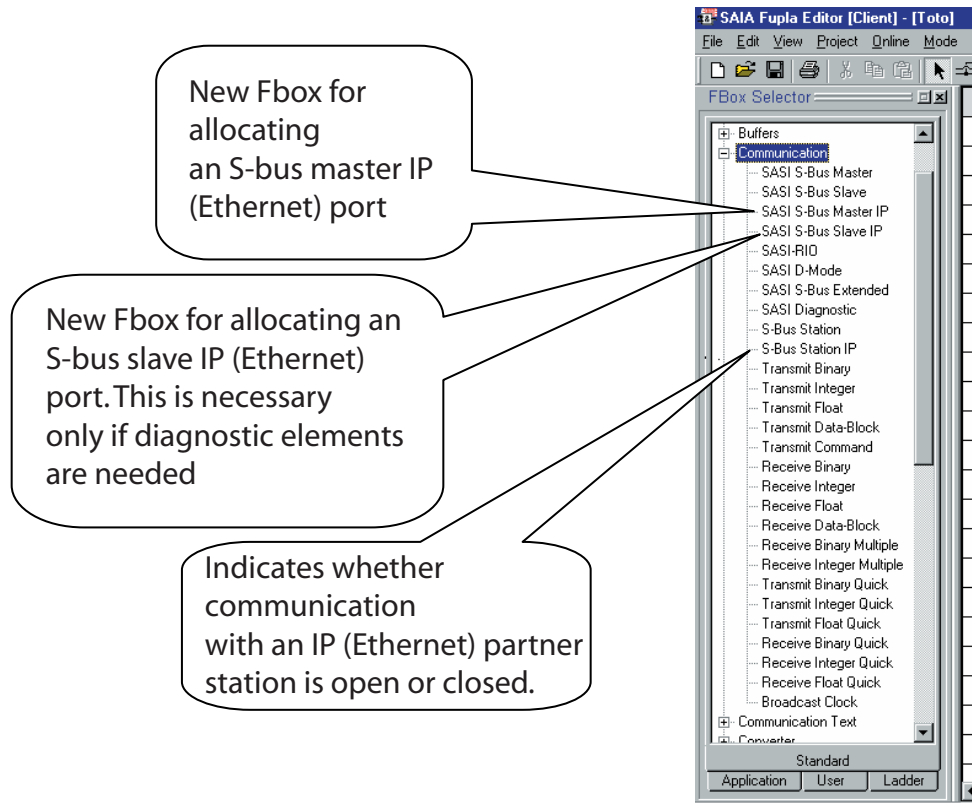 New Fbox for
allocating
an S-bus master IP
(Ethernet) port
New Fbox for allocating an
S-bus slave IP (Ethernet)
port. This is necessary
only if diagnostic elements
are needed
Indicates whether
communication
with an IP (Ethernet) partner
station is open or closed.
SAIA Fupla Editor [Client] - [Toto]
File Edit View Project Online Mode
FBox Selector
Buffers
Communication
SASI S-Bus Master
SASI S-Bus Slave
SASI S-Bus Master IP
SASI S-Bus Slave IP
SASI-RIO
SASI D-Mode
SASI S-Bus Extended
SASI Diagnostic
S-Bus Station
S-Bus Station IP
Transmit Binary
Transmit Integer
Transmit Float
Transmit Data-Block
Transmit Command
Receive Binary
Receive Integer
Receive Float
Receive Data-Block
Receive Binary Multiple
Receive Integer Multiple
Transmit Binary Quick
Transmit Integer Quick
Transmit Float Quick
Receive Binary Quick
Receive Integer Quick
Receive Float Quick
Broadcast Clock
Communication Text
Converter
Standard
Application User Ladder